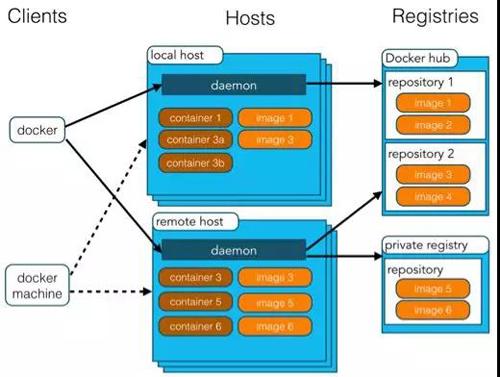 Clients
Hosts
Registries
local host
daemon
container 1
image 1
container 3a
image 3
container 3b
docker
docker
machine
remote host
daemon
container 3
image 3
container 5
image 5
container 6
image 6
Docker hub
repository 1
image 1
image 2
repository 2
image 3
image 4
private registry
repository
image 5
image 6